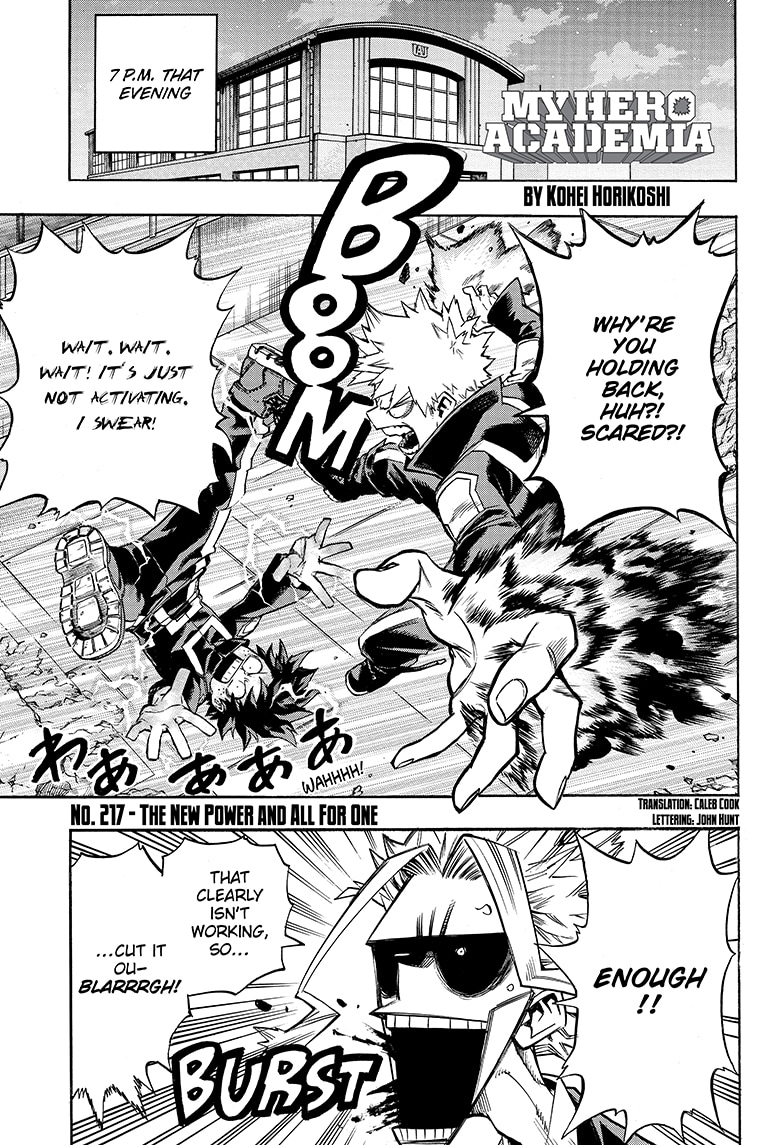 7 P.M. THAT
EVENING
UA
MY HERO
ACADEMIA
BY KOHEI HORIKOSHI
BOOM
WHY'RE
YOU
HOLDING
BACK,
HUH?!
SCARED?!
WAIT, WAIT,
WAIT! IT'S JUST
NOT ACTIVATING,
I SWEAR!
わぁぁぁぁ
WAHHHH!
NO. 217 - THE NEW POWER AND ALL FOR ONE
TRANSLATION: CALEB COOK
LETTERING: JOHN HUNT
ENOUGH
!!
THAT
CLEARLY
ISN'T
WORKING,
SO...
...CUT IT
OU-
BLARRRGH!
BURST